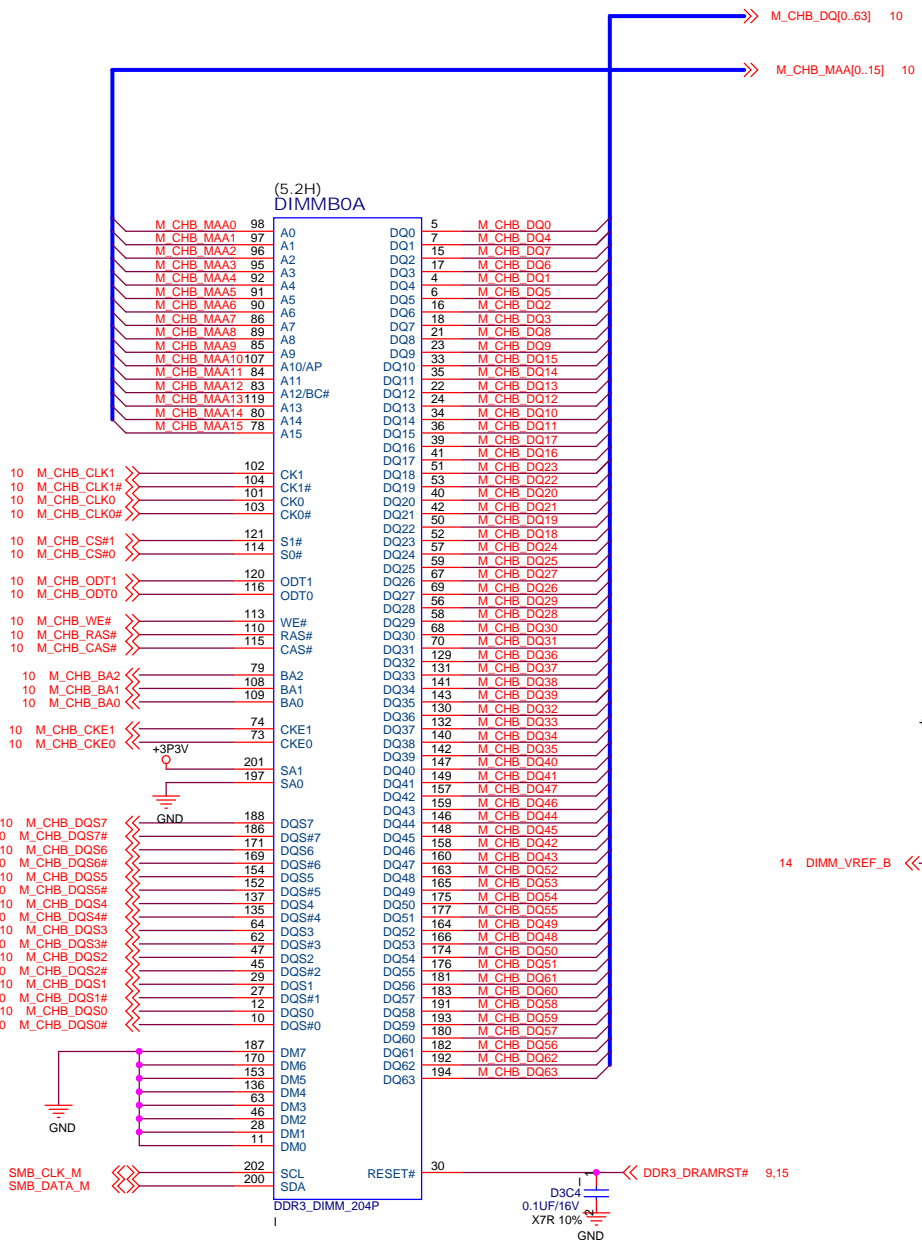 M_CHB_DQ[0..63] 10
M_CHB_MAA[0..15] 10
(5.2H)
DIMMB0A
M_CHB_MAA0 98 A0
M_CHB_MAA1 97 A1
M_CHB_MAA2 96 A2
M_CHB_MAA3 95 A3
M_CHB_MAA4 92 A4
M_CHB_MAA5 91 A5
M_CHB_MAA6 90 A6
M_CHB_MAA7 86 A7
M_CHB_MAA8 89 A8
M_CHB_MAA9 85 A9
M_CHB_MAA10 107 A10/AP
M_CHB_MAA11 84 A11
M_CHB_MAA12 83 A12/BC#
M_CHB_MAA13 119 A13
M_CHB_MAA14 80 A14
M_CHB_MAA15 78 A15
10 M_CHB_CLK1 102 CK1
10 M_CHB_CLK1# 104 CK1#
10 M_CHB_CLK0 101 CK0
10 M_CHB_CLK0# 103 CK0#
10 M_CHB_CS#1 121 S1#
10 M_CHB_CS#0 114 S0#
10 M_CHB_ODT1 120 ODT1
10 M_CHB_ODT0 116 ODT0
10 M_CHB_WE# 113 WE#
10 M_CHB_RAS# 110 RAS#
10 M_CHB_CAS# 115 CAS#
10 M_CHB_BA2 79 BA2
10 M_CHB_BA1 108 BA1
10 M_CHB_BA0 109 BA0
10 M_CHB_CKE1 74 CKE1
10 M_CHB_CKE0 73 CKE0
+3P3V
201 SA1
197 SA0
GND
10 M_CHB_DQS7 188 DQS7
0 M_CHB_DQS7# 186 DQS#7
10 M_CHB_DQS6 171 DQS6
0 M_CHB_DQS6# 169 DQS#6
10 M_CHB_DQS5 154 DQS5
0 M_CHB_DQS5# 152 DQS#5
10 M_CHB_DQS4 137 DQS4
0 M_CHB_DQS4# 135 DQS#4
10 M_CHB_DQS3 64 DQS3
0 M_CHB_DQS3# 62 DQS#3
10 M_CHB_DQS2 47 DQS2
0 M_CHB_DQS2# 45 DQS#2
10 M_CHB_DQS1 29 DQS1
0 M_CHB_DQS1# 27 DQS#1
10 M_CHB_DQS0 12 DQS0
0 M_CHB_DQS0# 10 DQS#0
187 DM7
170 DM6
153 DM5
136 DM4
63 DM3
46 DM2
28 DM1
11 DM0
GND
SMB_CLK_M 202 SCL
SMB_DATA_M 200 SDA
DQ0 5 M_CHB_DQ0
DQ1 7 M_CHB_DQ4
DQ2 15 M_CHB_DQ7
DQ3 17 M_CHB_DQ6
DQ4 4 M_CHB_DQ1
DQ5 6 M_CHB_DQ5
DQ6 16 M_CHB_DQ2
DQ7 18 M_CHB_DQ3
DQ8 21 M_CHB_DQ8
DQ9 23 M_CHB_DQ9
DQ10 33 M_CHB_DQ15
DQ11 35 M_CHB_DQ14
DQ12 22 M_CHB_DQ13
DQ13 24 M_CHB_DQ12
DQ14 34 M_CHB_DQ10
DQ15 36 M_CHB_DQ11
DQ16 39 M_CHB_DQ17
DQ17 41 M_CHB_DQ16
DQ18 51 M_CHB_DQ23
DQ19 53 M_CHB_DQ22
DQ20 40 M_CHB_DQ20
DQ21 42 M_CHB_DQ21
DQ22 50 M_CHB_DQ19
DQ23 52 M_CHB_DQ18
DQ24 57 M_CHB_DQ24
DQ25 59 M_CHB_DQ25
DQ26 67 M_CHB_DQ27
DQ27 69 M_CHB_DQ26
DQ28 56 M_CHB_DQ29
DQ29 58 M_CHB_DQ28
DQ30 68 M_CHB_DQ30
DQ31 70 M_CHB_DQ31
DQ32 129 M_CHB_DQ36
DQ33 131 M_CHB_DQ37
DQ34 141 M_CHB_DQ38
DQ35 143 M_CHB_DQ39
DQ36 130 M_CHB_DQ32
DQ37 132 M_CHB_DQ33
DQ38 140 M_CHB_DQ34
DQ39 142 M_CHB_DQ35
DQ40 147 M_CHB_DQ40
DQ41 149 M_CHB_DQ41
DQ42 157 M_CHB_DQ47
DQ43 159 M_CHB_DQ46
DQ44 146 M_CHB_DQ44
DQ45 148 M_CHB_DQ45
DQ46 158 M_CHB_DQ42
DQ47 160 M_CHB_DQ43
DQ48 163 M_CHB_DQ52
DQ49 165 M_CHB_DQ53
DQ50 175 M_CHB_DQ54
DQ51 177 M_CHB_DQ55
DQ52 164 M_CHB_DQ49
DQ53 166 M_CHB_DQ48
DQ54 174 M_CHB_DQ50
DQ55 176 M_CHB_DQ51
DQ56 181 M_CHB_DQ61
DQ57 183 M_CHB_DQ60
DQ58 191 M_CHB_DQ58
DQ59 193 M_CHB_DQ59
DQ60 180 M_CHB_DQ57
DQ61 182 M_CHB_DQ56
DQ62 192 M_CHB_DQ62
DQ63 194 M_CHB_DQ63
14 DIMM_VREF_B
RESET# 30 DDR3_DRAMRST# 9,15
DDR3_DIMM_204P
1
D3C4
0.1UF/16V
X7R 10%
2
GND